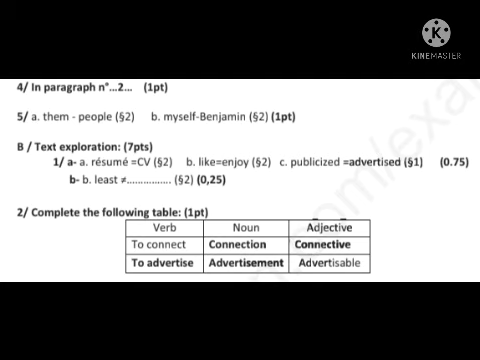 KINEMASTER
4/ In paragraph n°...2... (1pt)
5/ a. them - people (§2) b. myself-Benjamin (§2) (1pt)
B / Text exploration: (7pts)
1/ a- a. résumé =CV (§2) b. like=enjoy (§2) c. publicized =advertised (§1) (0.75)
b- b. least ≠................ (§2) (0,25)
2/ Complete the following table: (1pt)
Verb Noun Adjective
To connect Connection Connective
To advertise Advertisement Advertisable